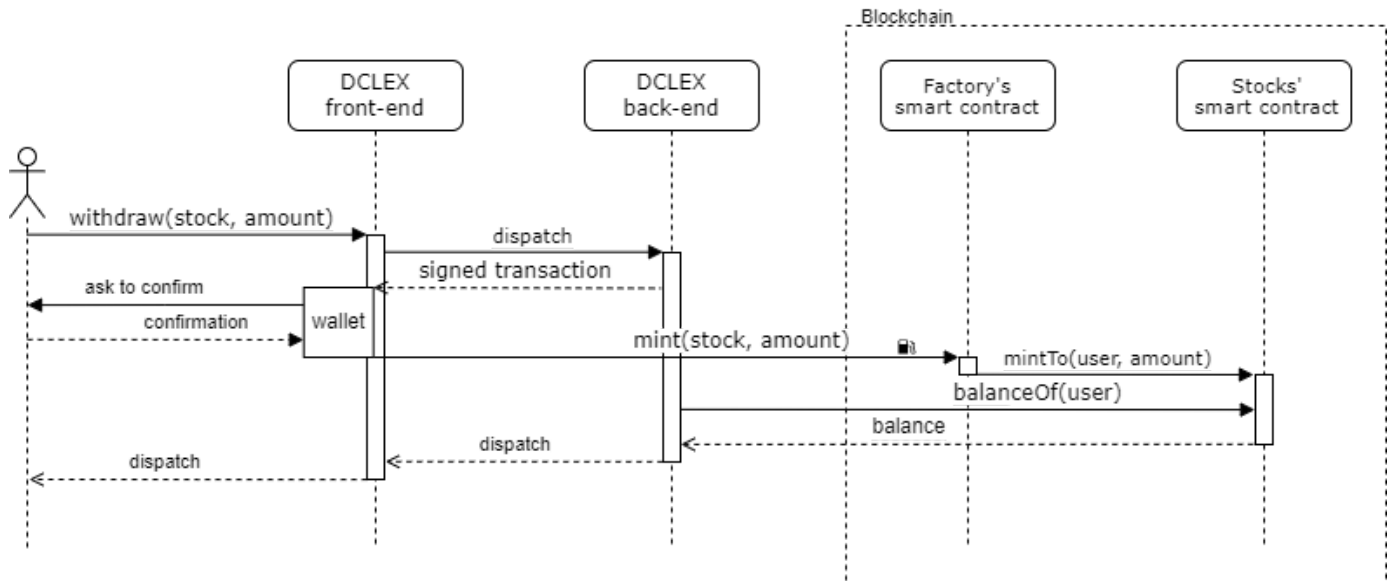 Blockchain
DCLEX
front-end
DCLEX
back-end
Factory's
smart contract
Stocks'
smart contract
withdraw(stock, amount)
dispatch
signed transaction
ask to confirm
wallet
confirmation
mint(stock, amount)
mintTo(user, amount)
balanceOf(user)
balance
dispatch
dispatch